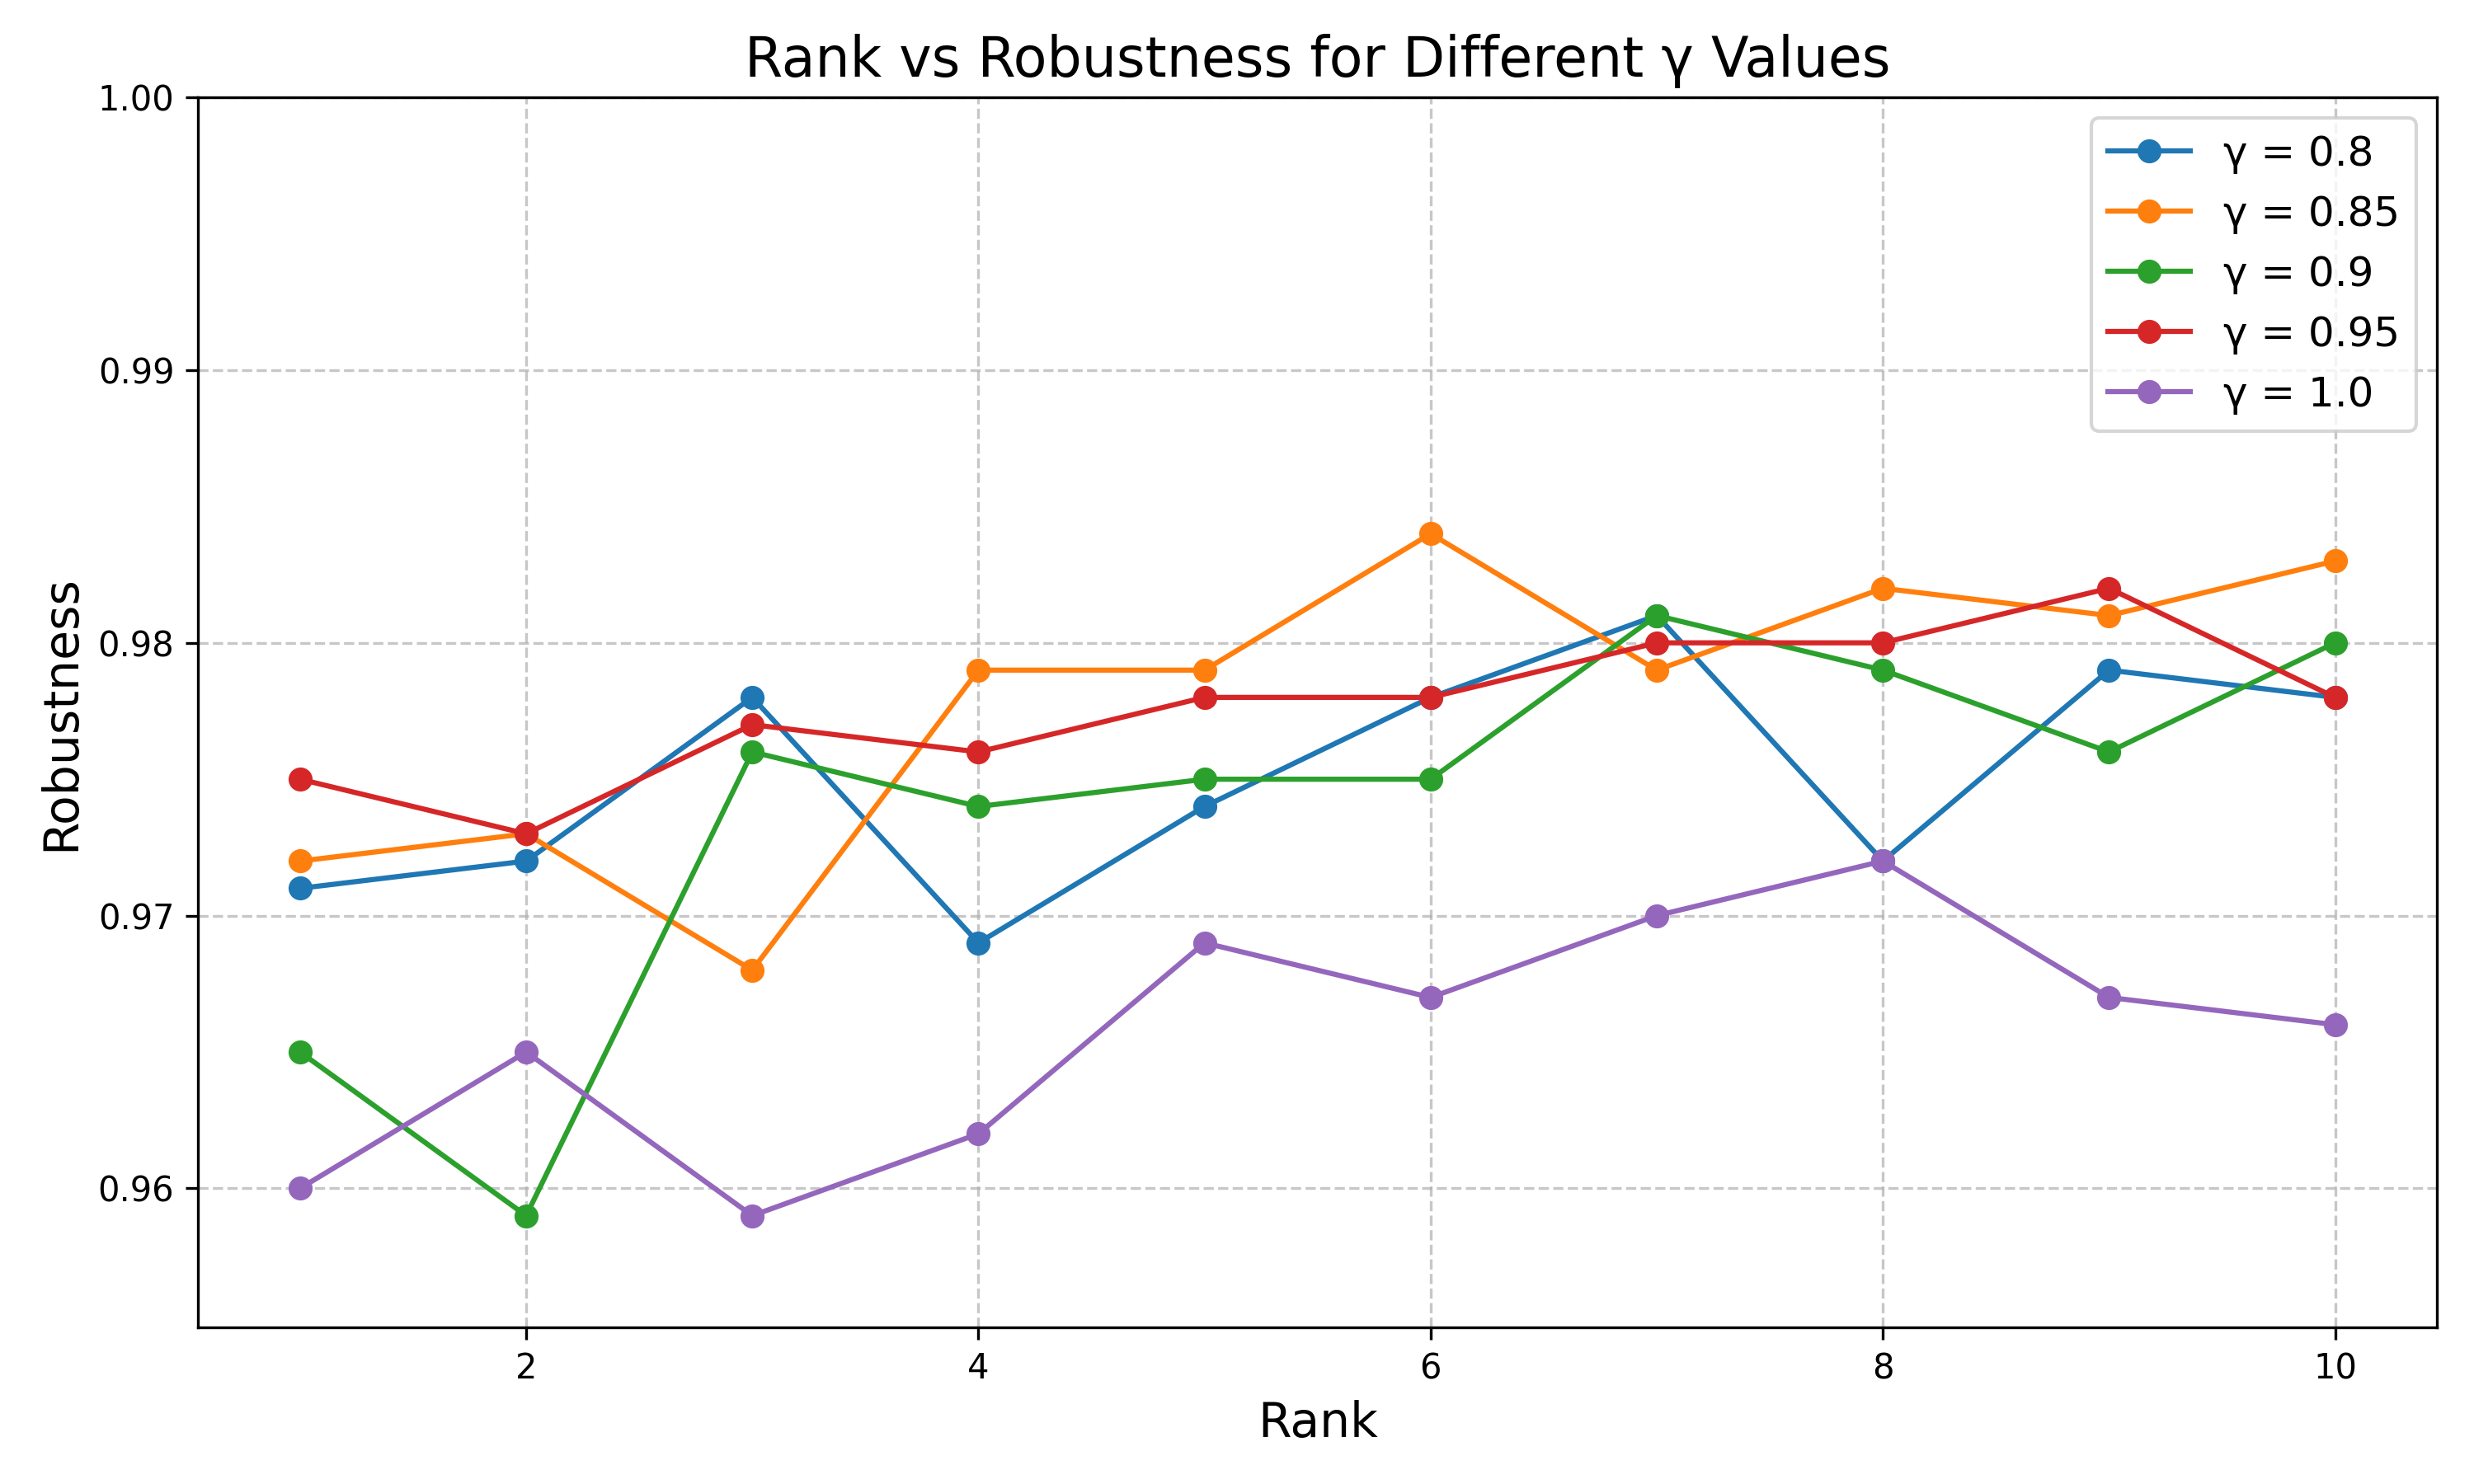 Rank vs Robustness for Different γ Values
1.00
0.99
0.98
0.97
0.96
Robustness
γ = 0.8
γ = 0.85
γ = 0.9
γ = 0.95
γ = 1.0
2 4 6 8 10
Rank